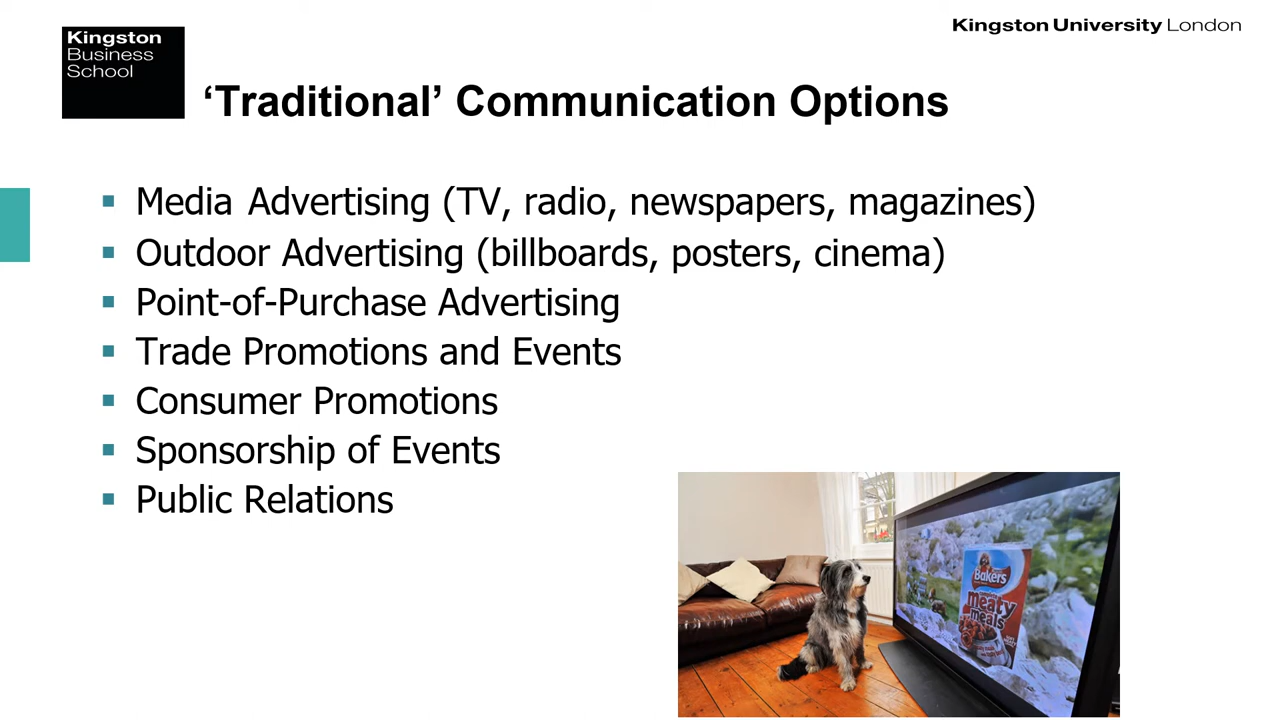 Kingston
Business
School
Kingston University London
‘Traditional’ Communication Options
▪ Media Advertising (TV, radio, newspapers, magazines)
▪ Outdoor Advertising (billboards, posters, cinema)
▪ Point-of-Purchase Advertising
▪ Trade Promotions and Events
▪ Consumer Promotions
▪ Sponsorship of Events
▪ Public Relations
Bakers
meaty
meals